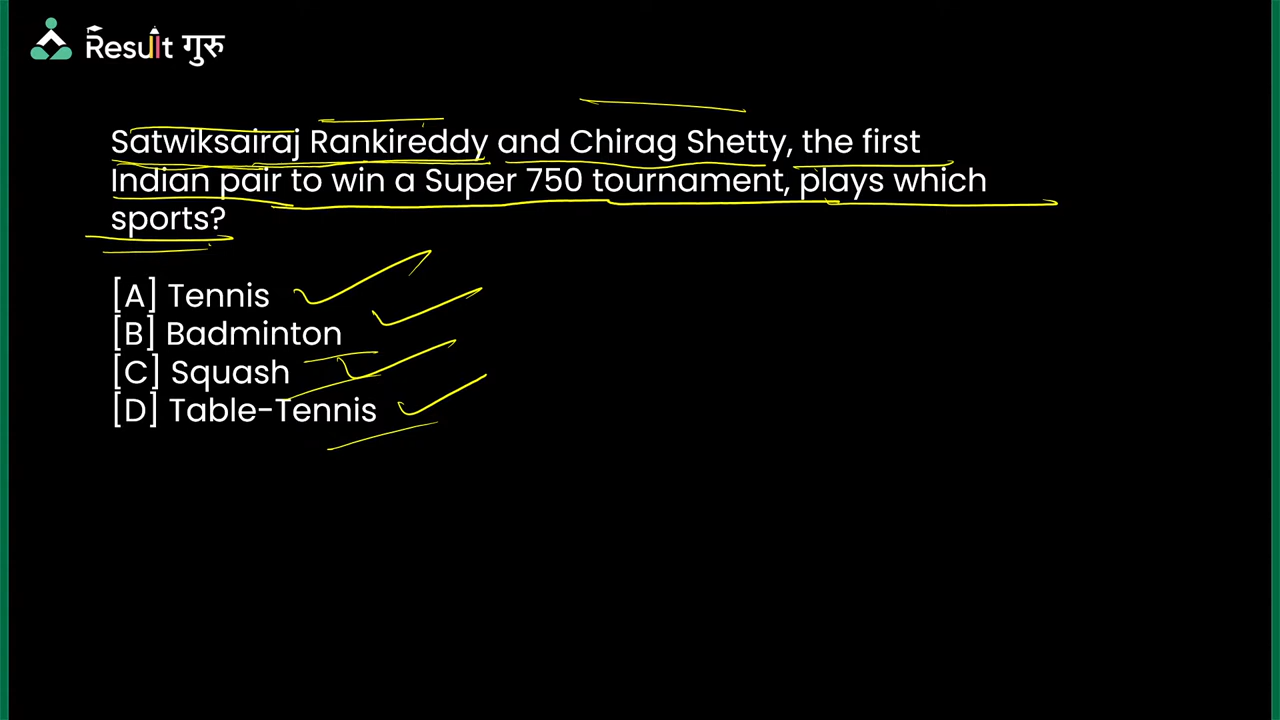 Result गुरु
Satwiksairaj Rankireddy and Chirag Shetty, the first
Indian pair to win a Super 750 tournament, plays which
sports?
[A] Tennis
[B] Badminton
[C] Squash
[D] Table-Tennis